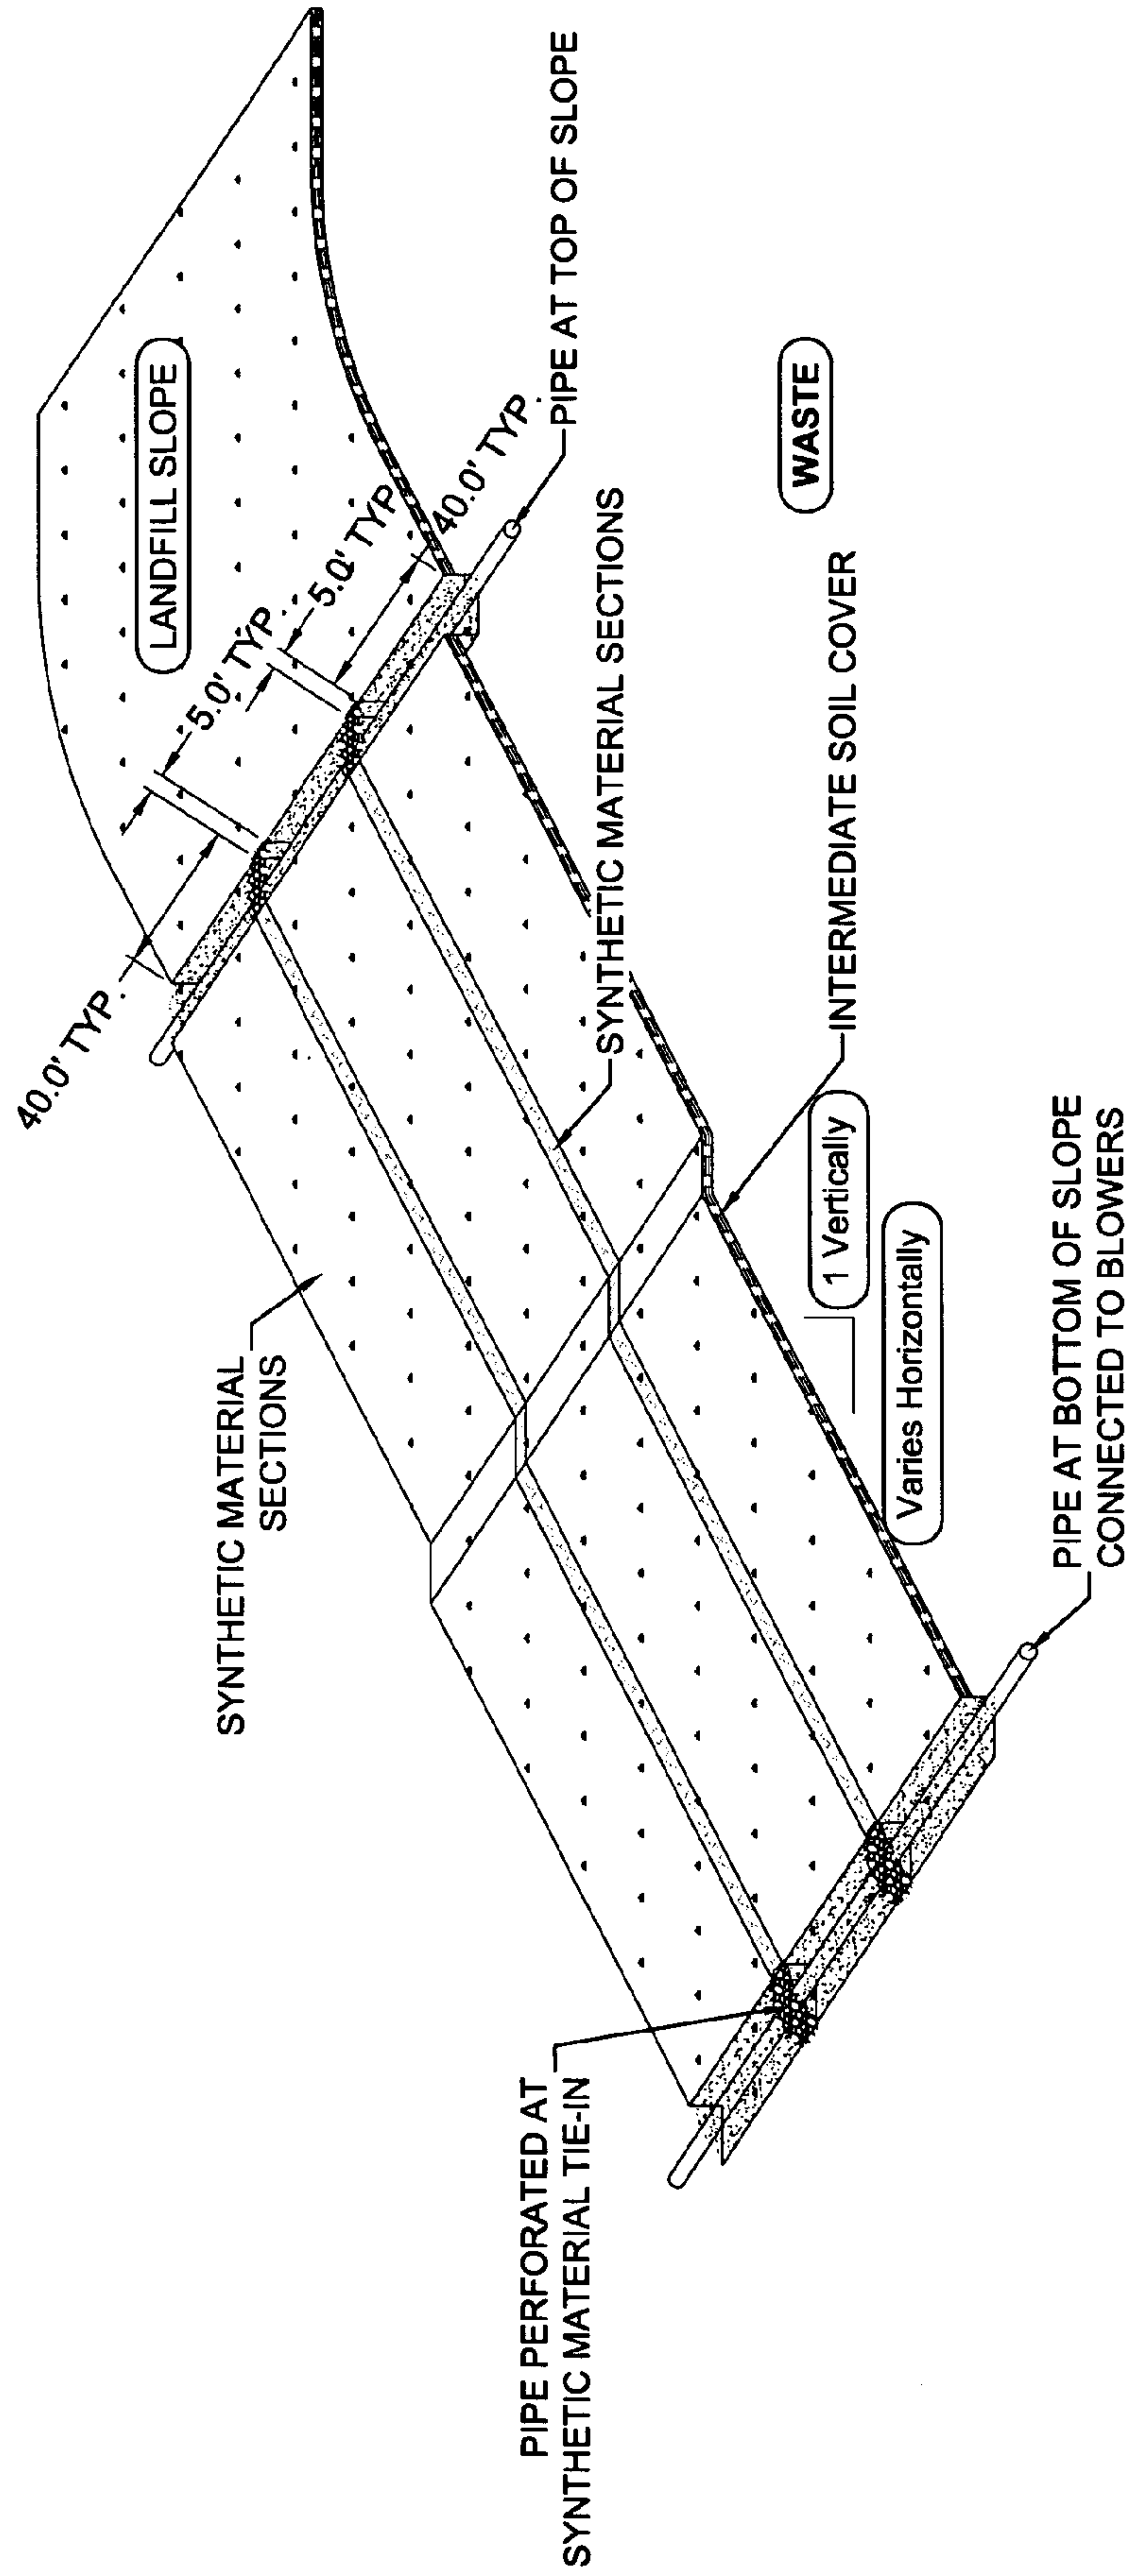 40.0' TYP.
5.0' TYP.
5.0' TYP.
40.0' TYP.
LANDFILL SLOPE
PIPE AT TOP OF SLOPE
SYNTHETIC MATERIAL
SECTIONS
SYNTHETIC MATERIAL SECTIONS
WASTE
INTERMEDIATE SOIL COVER
1 Vertically
Varies Horizontally
PIPE PERFORATED AT
SYNTHETIC MATERIAL TIE-IN
PIPE AT BOTTOM OF SLOPE
CONNECTED TO BLOWERS